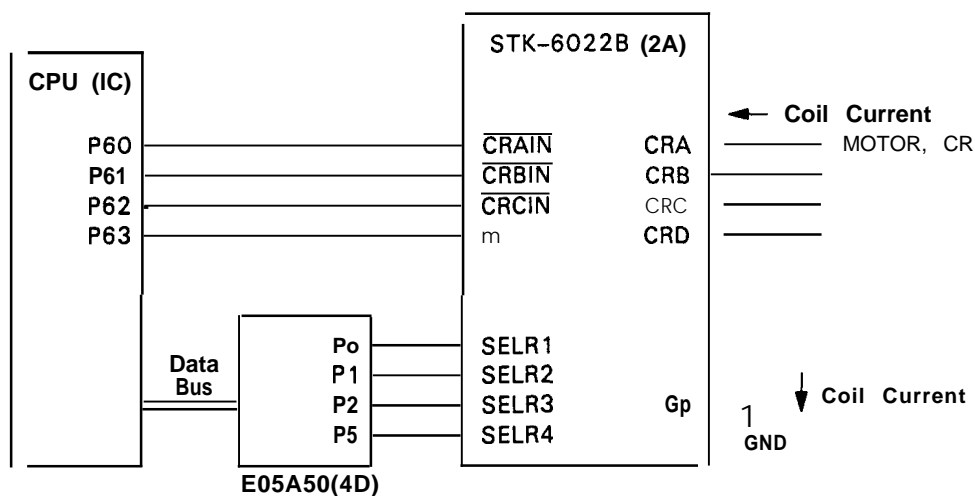 STK-6022B (2A)
CPU (IC)
Coil Current
P60 CRAIN CRA MOTOR, CR
P61 CRBIN CRB
P62 CRCIN CRC
P63 m CRD
Data Bus
Po SELR1
P1 SELR2
P2 SELR3 Gp
P5 SELR4
1
GND
Coil Current
E05A50(4D)